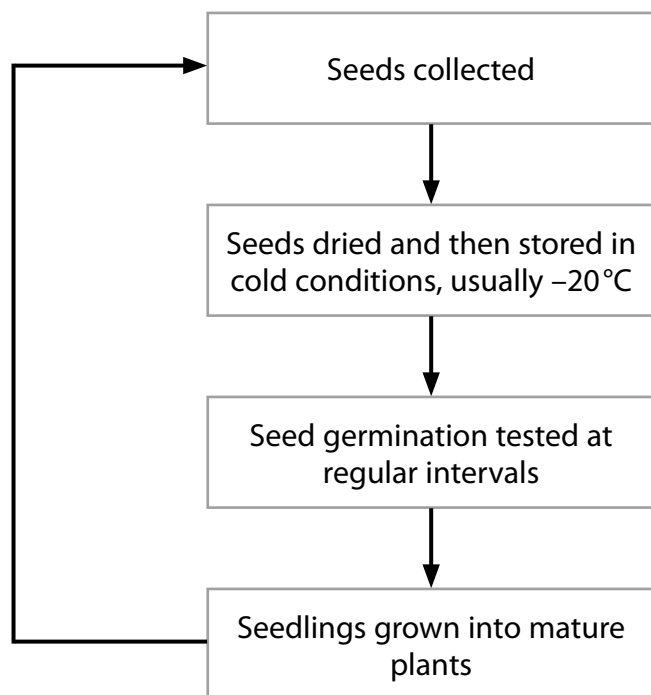 Seeds collected
Seeds dried and then stored in
cold conditions, usually –20 °C
Seed germination tested at
regular intervals
Seedlings grown into mature
plants